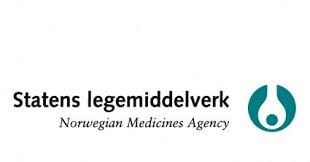 Statens legemiddelverk
Norwegian Medicines Agency